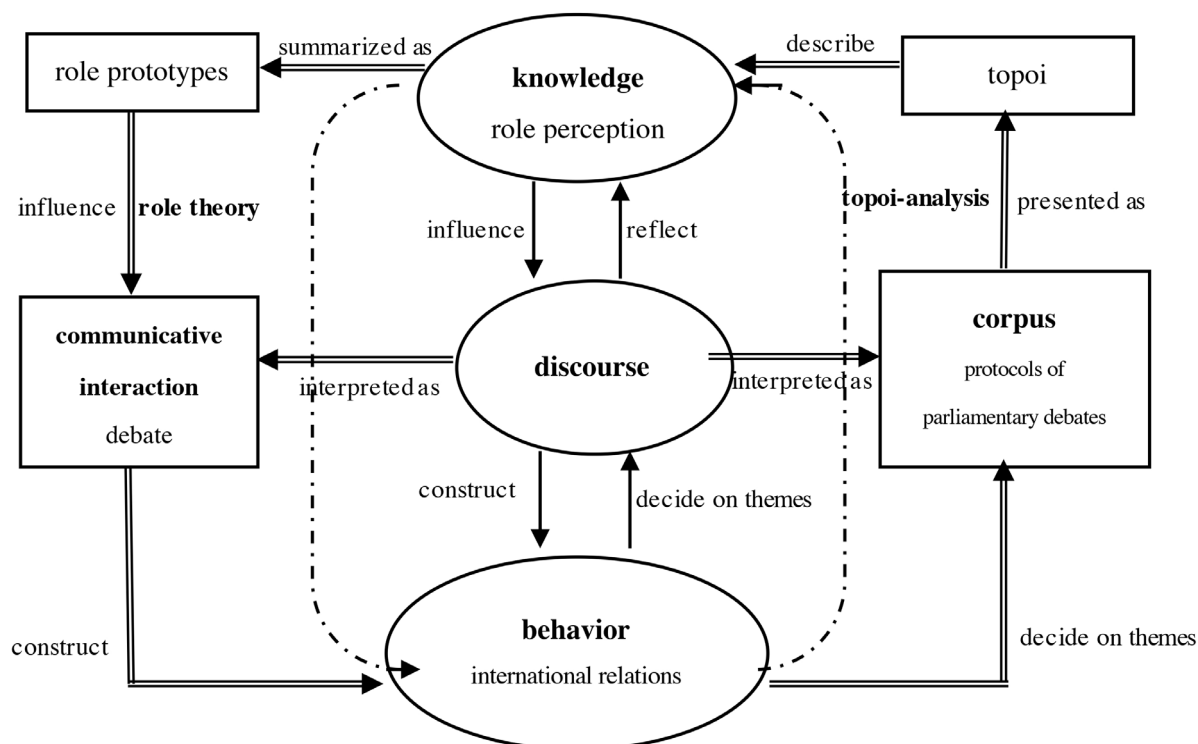 summarized as
describe
role prototypes
knowledge
role perception
topoi
influence
role theory
influence
reflect
topoi-analysis
presented as
communicative
interaction
debate
interpreted as
discourse
interpreted as
corpus
protocols of
parliamentary debates
construct
decide on themes
construct
behavior
international relations
decide on themes